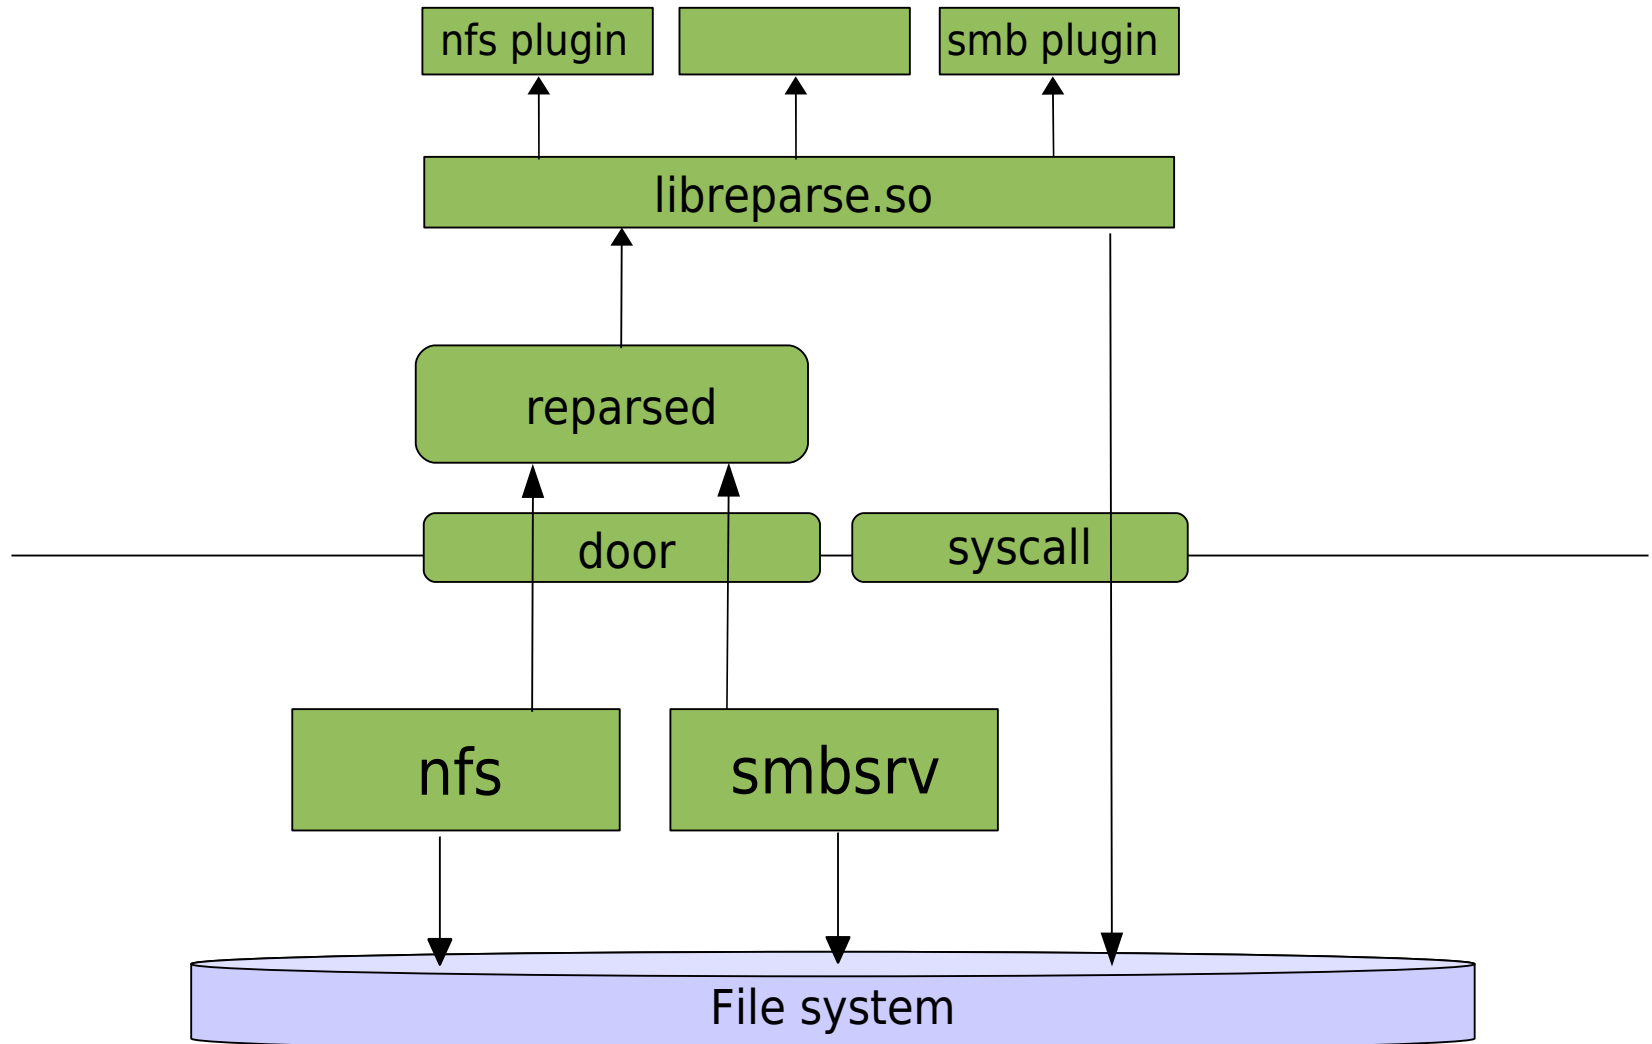 nfs plugin
smb plugin
libreparse.so
reparsed
door
syscall
nfs
smbsrv
File system